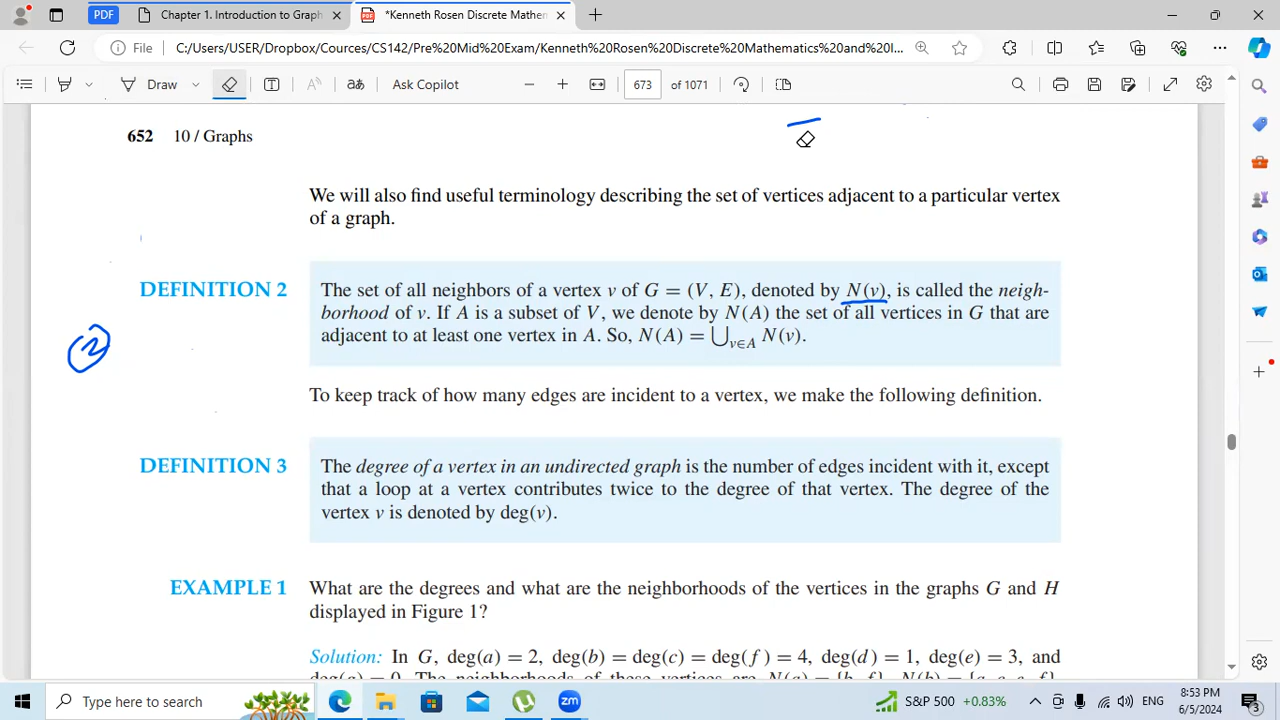 PDF
Chapter 1. Introduction to Graph
*Kenneth Rosen Discrete Mathem
File
C:/Users/USER/Dropbox/Cources/CS142/Pre%20Mid%20Exam/Kenneth%20Rosen%20Discrete%20Mathematics%20and%20I...
Draw
Ask Copilot
673 of 1071
652 10 / Graphs
We will also find useful terminology describing the set of vertices adjacent to a particular vertex
of a graph.
DEFINITION 2
The set of all neighbors of a vertex v of G = (V, E), denoted by N(v), is called the neigh-
borhood of v. If A is a subset of V, we denote by N(A) the set of all vertices in G that are
adjacent to at least one vertex in A. So, N(A) = ⋃v∈A N(v).
2
To keep track of how many edges are incident to a vertex, we make the following definition.
DEFINITION 3
The degree of a vertex in an undirected graph is the number of edges incident with it, except
that a loop at a vertex contributes twice to the degree of that vertex. The degree of the
vertex v is denoted by deg(v).
EXAMPLE 1
What are the degrees and what are the neighborhoods of the vertices in the graphs G and H
displayed in Figure 1?
Solution: In G, deg(a) = 2, deg(b) = deg(c) = deg(f) = 4, deg(d) = 1, deg(e) = 3, and
Type here to search
S&P 500 +0.83%
ENG
8:53 PM
6/5/2024
3